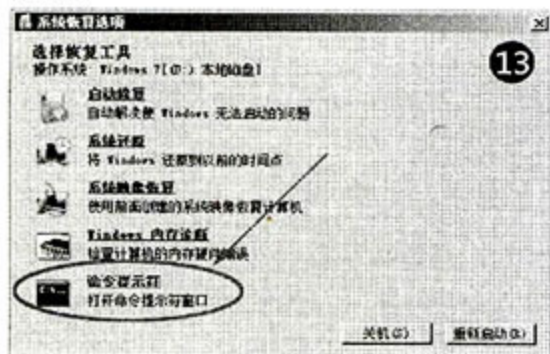 系统恢复选项
选择恢复工具
操作系统: Windows 7 [D:] 本地磁盘1
13
启动修复
自动解决使 Windows 无法启动的问题
系统还原
将 Windows 还原到以前的时间点
系统映像恢复
使用前面创建的系统映像恢复计算机
Windows 内存诊断
检查计算机的内存硬件错误
命令提示符
打开命令提示符窗口
关机(S) 重新启动(R)